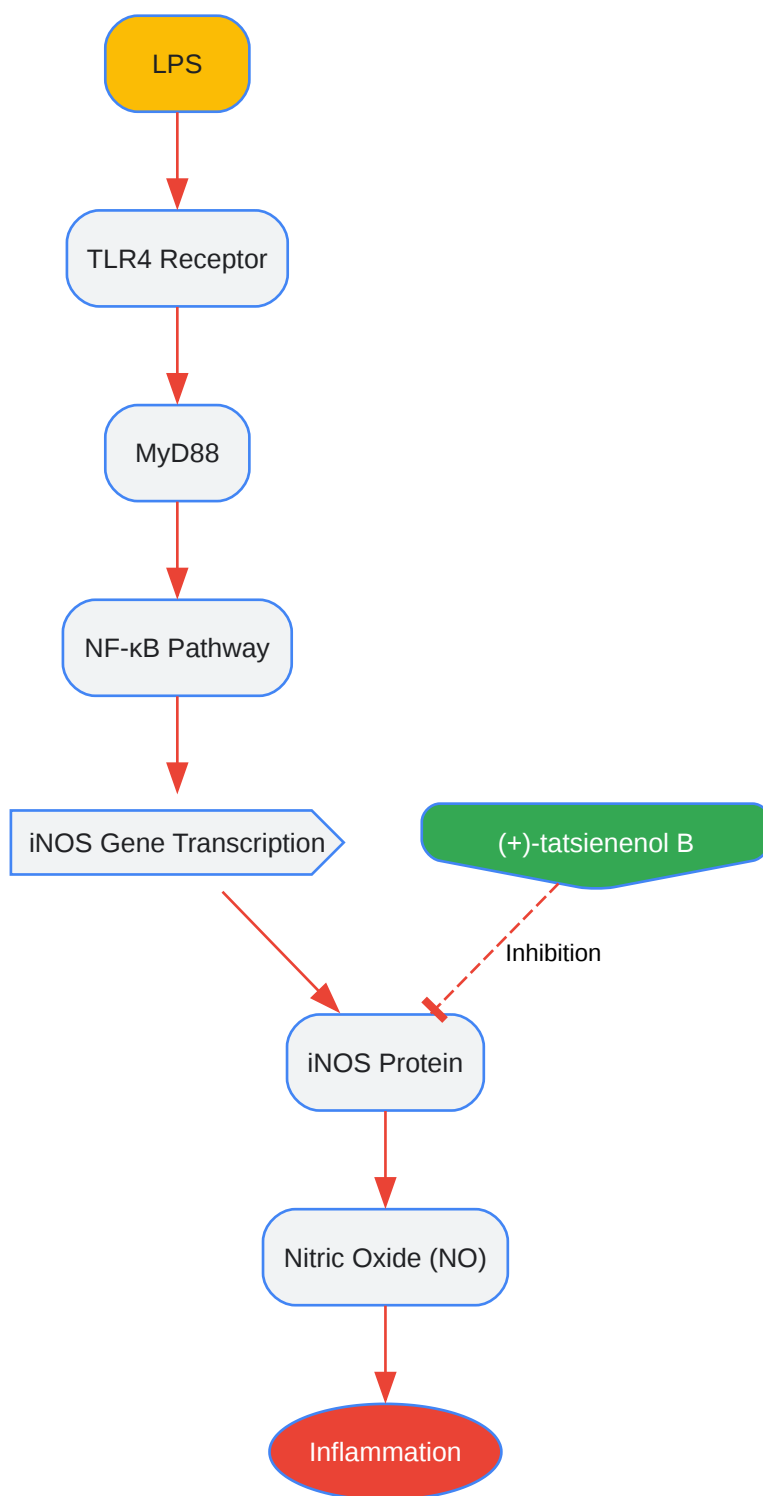 LPS
TLR4 Receptor
MyD88
NF-κB Pathway
iNOS Gene Transcription
(+)-tatsienenol B
Inhibition
iNOS Protein
Nitric Oxide (NO)
Inflammation